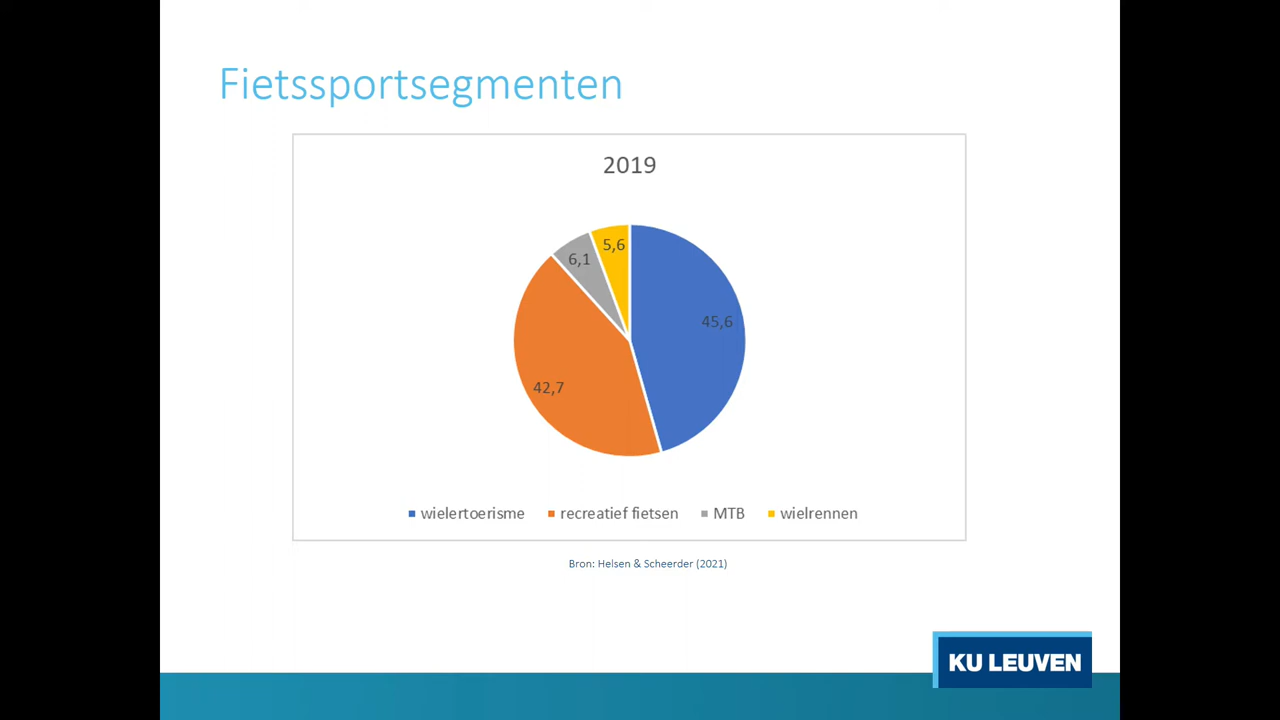 Fietssportsegmenten
2019
5,6
6,1
45,6
42,7
wielertoerisme recreatief fietsen MTB wielrennen
Bron: Helsen & Scheerder (2021)
KU LEUVEN